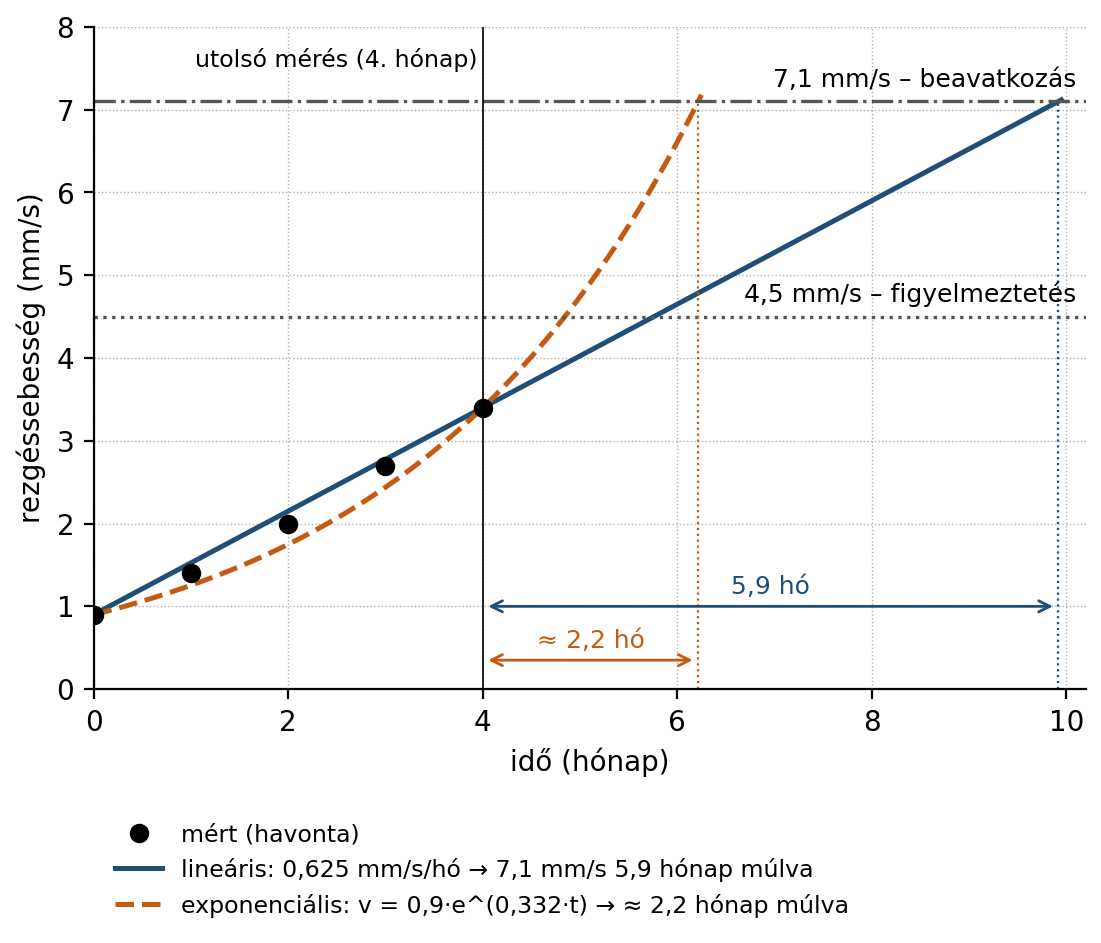 8
7
6
5
4
3
2
1
0
rezgéssebesség (mm/s)
utolsó mérés (4. hónap)
7,1 mm/s – beavatkozás
4,5 mm/s – figyelmeztetés
5,9 hó
≈ 2,2 hó
0 2 4 6 8 10
idő (hónap)
mért (havonta)
lineáris: 0,625 mm/s/hó → 7,1 mm/s 5,9 hónap múlva
exponenciális: v = 0,9·e^(0,332·t) → ≈ 2,2 hónap múlva